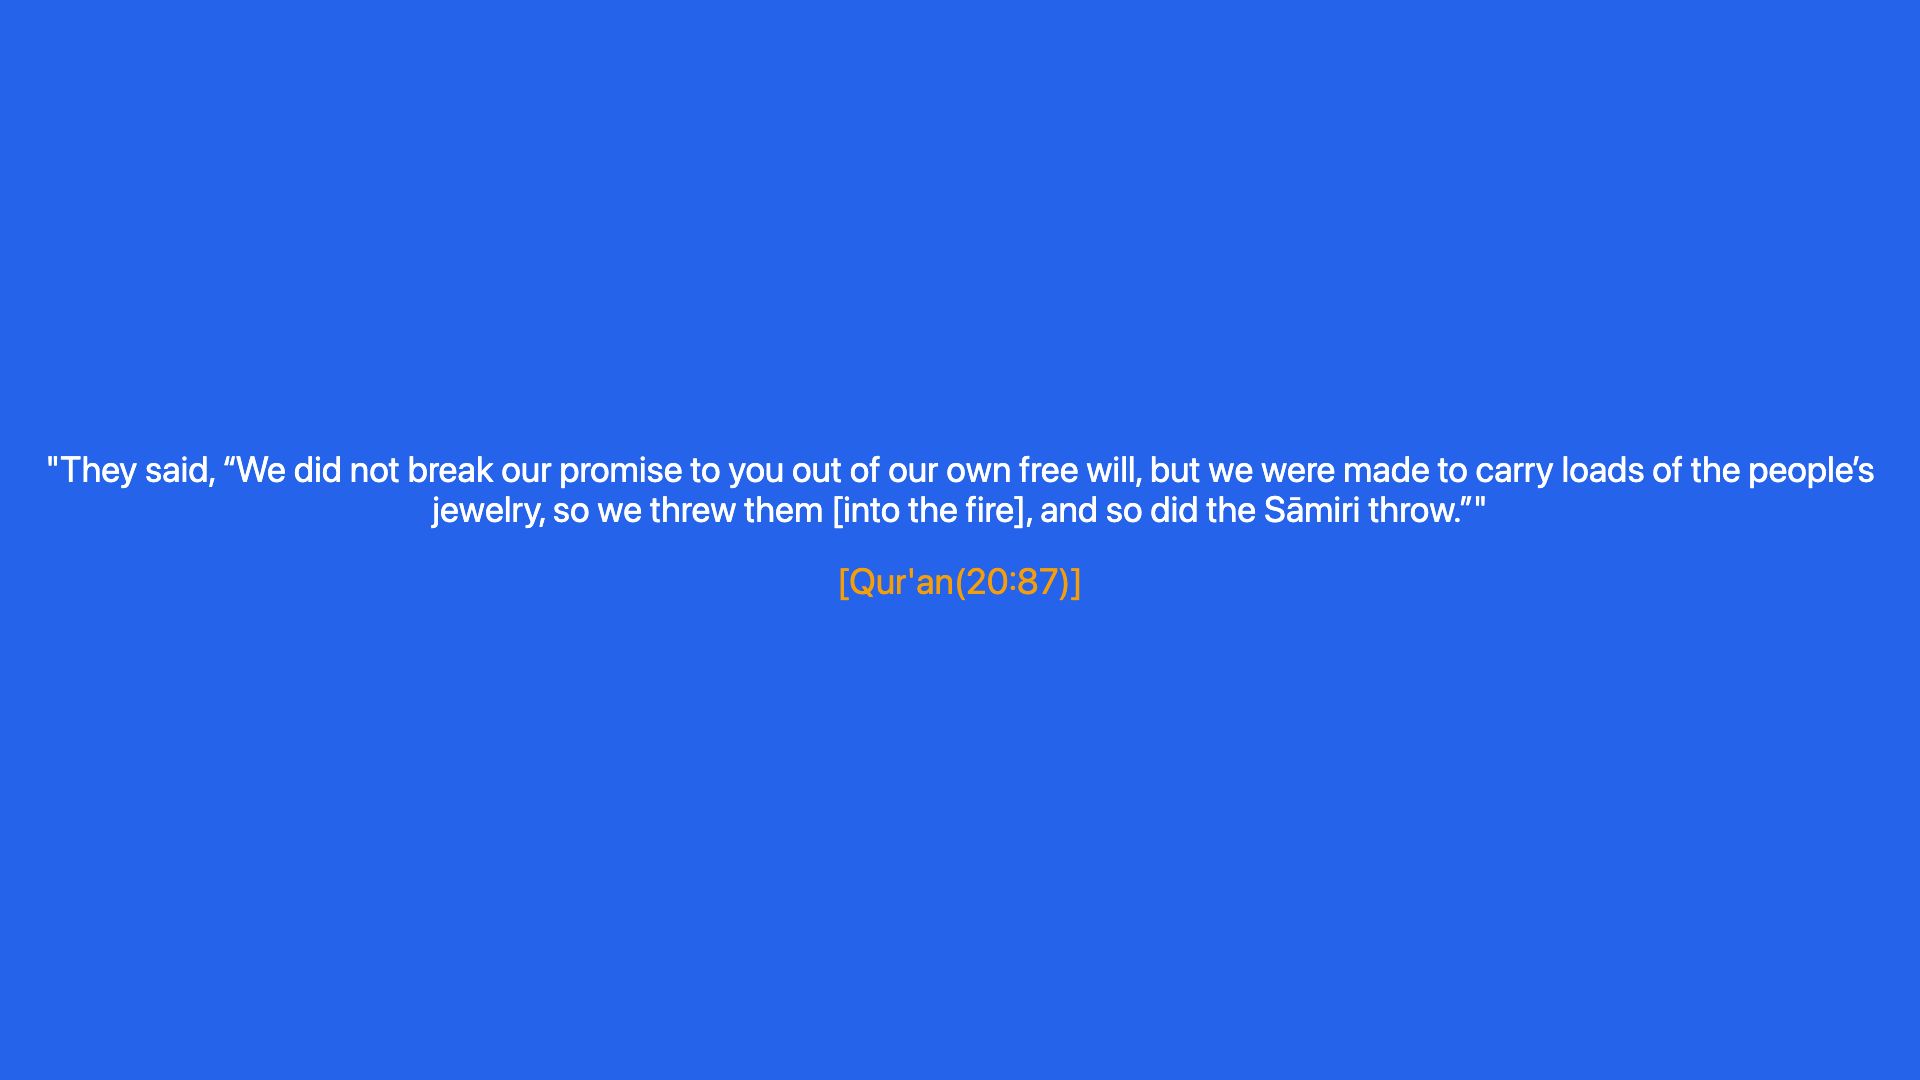 "They said, “We did not break our promise to you out of our own free will, but we were made to carry loads of the people’s
jewelry, so we threw them [into the fire], and so did the Sāmiri throw.”"
[Qur'an(20:87)]